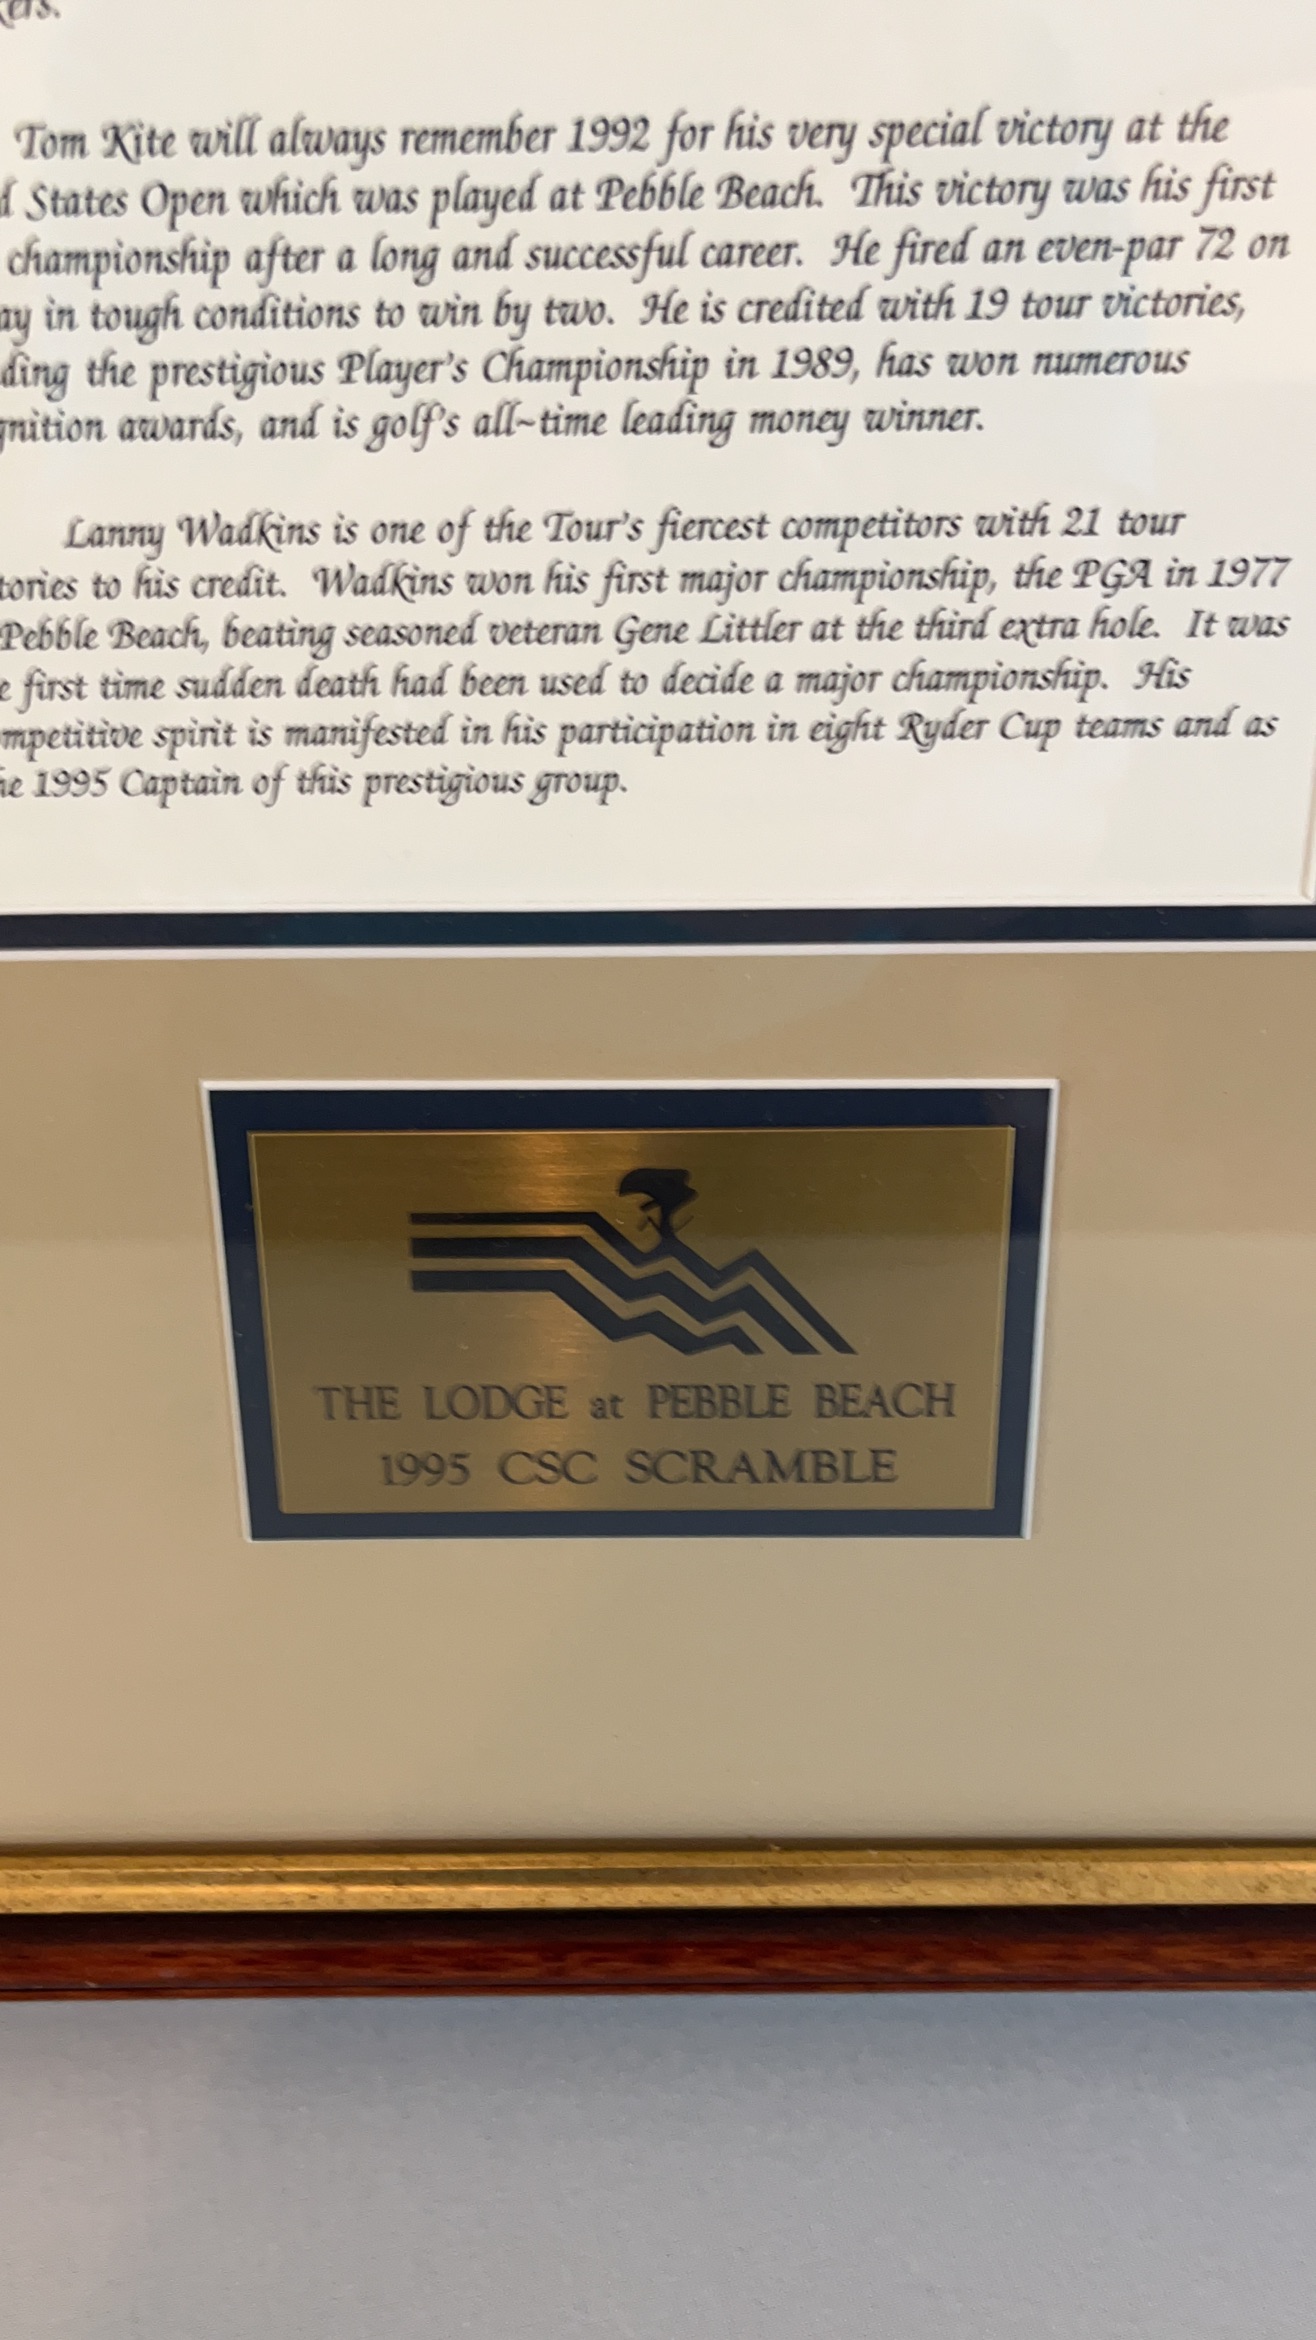 Tom Kite will always remember 1992 for his very special victory at the
States Open which was played at Pebble Beach. This victory was his first
championship after a long and successful career. He fired an even-par 72 on
in tough conditions to win by two. He is credited with 19 tour victories,
the prestigious Player's Championship in 1989, has won numerous
awards, and is golf's all~time leading money winner.
Lanny Wadkins is one of the Tour's fiercest competitors with 21 tour
to his credit. Wadkins won his first major championship, the PGA in 1977
Pebble Beach, beating seasoned veteran Gene Littler at the third extra hole. It was
first time sudden death had been used to decide a major championship. His
spirit is manifested in his participation in eight Ryder Cup teams and as
1995 Captain of this prestigious group.
THE LODGE at PEBBLE BEACH
1995 CSC SCRAMBLE